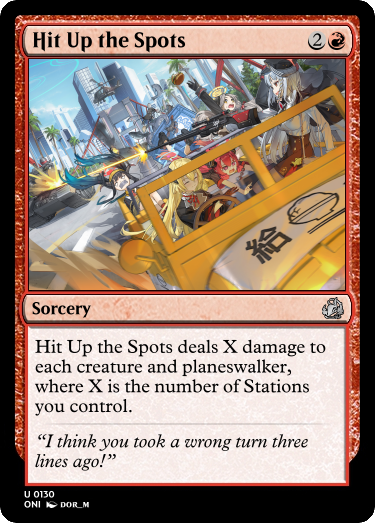 Hit Up the Spots 2
給
Sorcery
Hit Up the Spots deals X damage to
each creature and planeswalker,
where X is the number of Stations
you control.
“I think you took a wrong turn three
lines ago!”
U 0130
ONI DOR_M